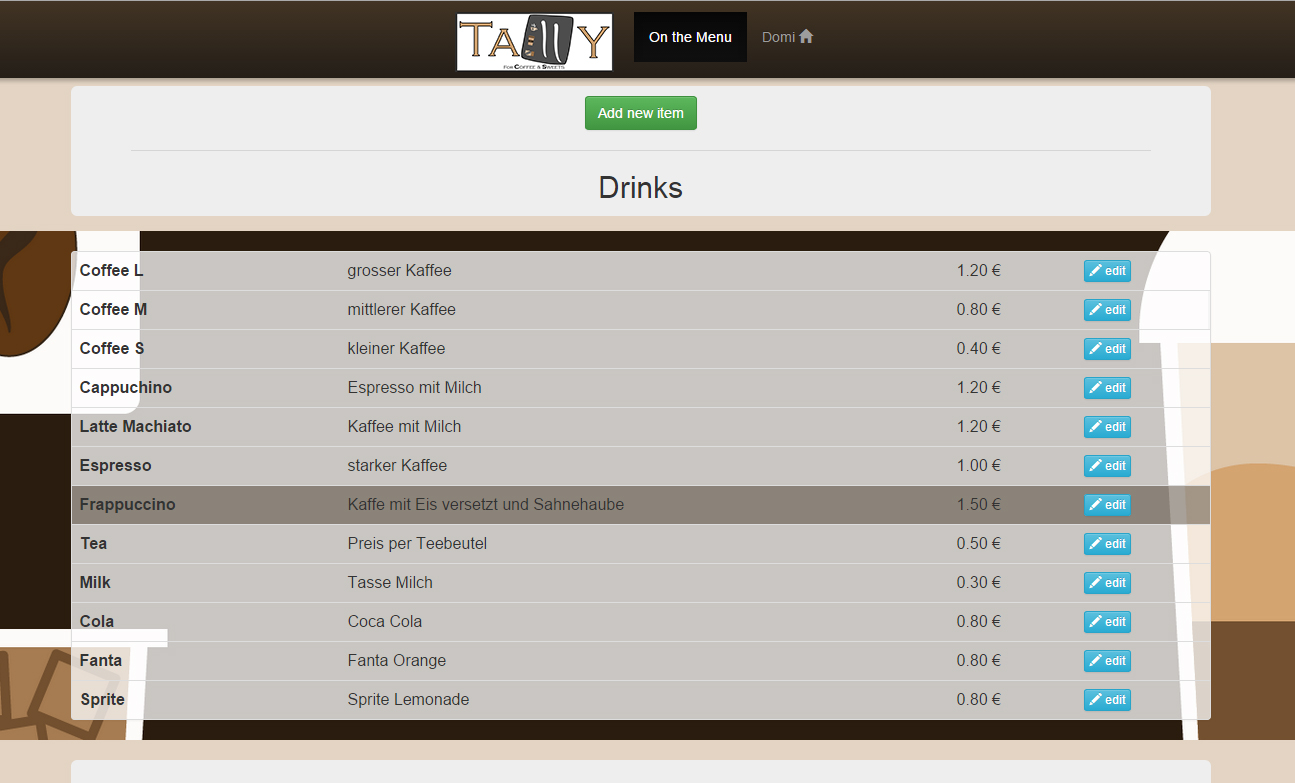 TALLY
FOR COFFEE & SWEETS
On the Menu
Domi
Add new item
Drinks
Coffee L grosser Kaffee 1.20 € edit
Coffee M mittlerer Kaffee 0.80 € edit
Coffee S kleiner Kaffee 0.40 € edit
Cappuchino Espresso mit Milch 1.20 € edit
Latte Machiato Kaffee mit Milch 1.20 € edit
Espresso starker Kaffee 1.00 € edit
Frappuccino Kaffe mit Eis versetzt und Sahnehaube 1.50 € edit
Tea Preis per Teebeutel 0.50 € edit
Milk Tasse Milch 0.30 € edit
Cola Coca Cola 0.80 € edit
Fanta Fanta Orange 0.80 € edit
Sprite Sprite Lemonade 0.80 € edit